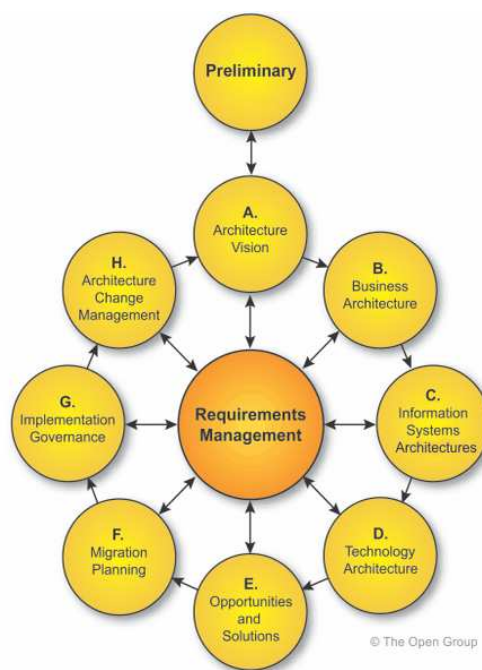 Preliminary
A.
Architecture
Vision
B.
Business
Architecture
C.
Information
Systems
Architectures
D.
Technology
Architecture
E.
Opportunities
and
Solutions
F.
Migration
Planning
G.
Implementation
Governance
H.
Architecture
Change
Management
Requirements
Management
© The Open Group